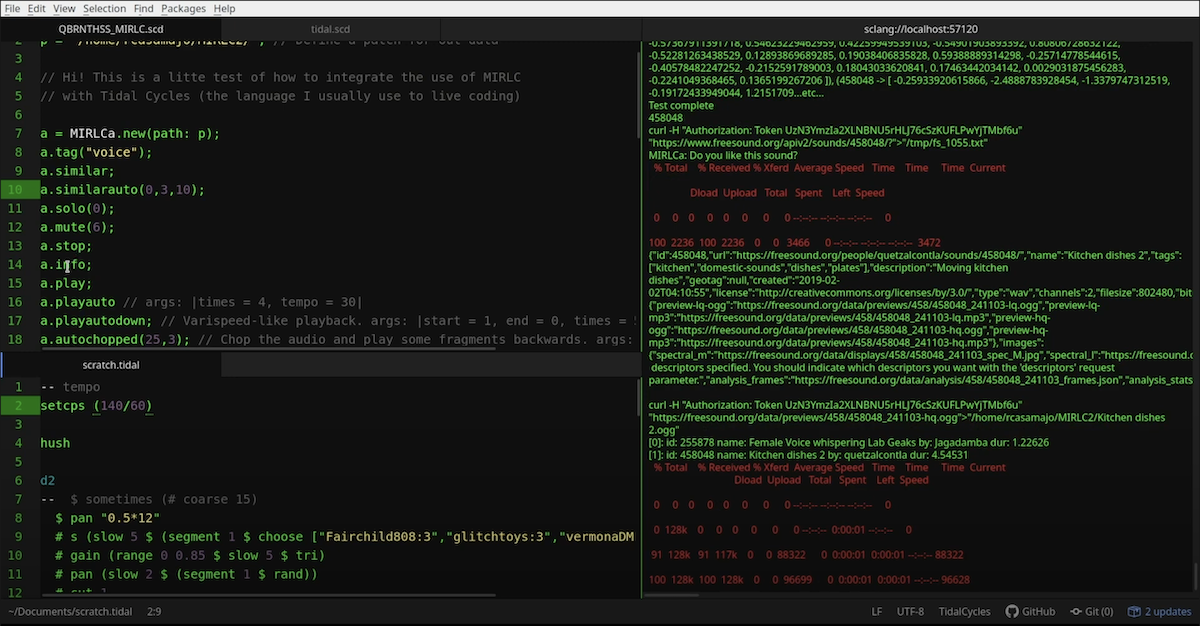 File Edit View Selection Find Packages Help
QBRNTHSS_MIRLC.scd
tidal.scd
3
4 // Hi! This is a litte test of how to integrate the use of MIRLC
5 // with Tidal Cycles (the language I usually use to live coding)
6
7 a = MIRLCa.new(path: p);
8 a.tag("voice");
9 a.similar;
10 a.similarauto(0,3,10);
11 a.solo(0);
12 a.mute(6);
13 a.stop;
14 a.info;
15 a.play;
16 a.playauto // args: |times = 4, tempo = 30|
17 a.playautodown; // Varispeed-like playback. args: |start = 1, end = 0, times =
18 a.autochopped(25,3); // Chop the audio and play some fragments backwards. args:
scratch.tidal
1 -- tempo
2 setcps (140/60)
3
4 hush
5
6 d2
7 -- $ sometimes (# coarse 15)
8 $ pan "0.5*12"
9 # s (slow 5 $ (segment 1 $ choose ["Fairchild808:3","glitchtoys:3","vermonaDM
10 # gain (range 0 0.85 $ slow 5 $ tri)
11 # pan (slow 2 $ (segment 1 $ rand))
12
sclang://localhost:57120
-0.52281263438529, 0.12893869689285, 0.19038406835828, 0.59388889314298, -0.25714778544615,
-0.40578482247252, -0.2152591789003, 0.18043033620841, 0.17463442034142, 0.0029031875456283,
-0.2241049368465, 0.1365199267206 ]), (458048 -> [ -0.25933920615866, -2.4888783928454, -1.3379747312519,
-0.19172433949044, 1.2151709...etc...
Test complete
458048
curl -H "Authorization: Token UzN3YmzIa2XLNBNU5rHLJ76cSzKUFLPwYjTMbf6u"
"https://www.freesound.org/apiv2/sounds/458048/?">"/tmp/fs_1055.txt"
MIRLCa: Do you like this sound?
% Total % Received % Xferd Average Speed Time Time Time Current
Dload Upload Total Spent Left Speed
0 0 0 0 0 0 0 0 --:--:-- --:--:-- --:--:-- 0
100 2236 100 2236 0 0 3466 0 --:--:-- --:--:-- --:--:-- 3472
{"id":458048,"url":"https://freesound.org/people/quetzalcontla/sounds/458048/","name":"Kitchen dishes 2","tags":
["kitchen","domestic-sounds","dishes","plates"],"description":"Moving kitchen
dishes","geotag":null,"created":"2019-02-
02T04:10:55","license":"http://creativecommons.org/licenses/by/3.0/","type":"wav","channels":2,"filesize":802480,"bit
{"preview-lq-ogg":"https://freesound.org/data/previews/458/458048_241103-lq.ogg","preview-lq-
mp3":"https://freesound.org/data/previews/458/458048_241103-lq.mp3","preview-hq-
ogg":"https://freesound.org/data/previews/458/458048_241103-hq.ogg","preview-hq-
mp3":"https://freesound.org/data/previews/458/458048_241103-hq.mp3"},"images":
{"spectral_m":"https://freesound.org/data/displays/458/458048_241103_spec_M.jpg","spectral_l":"https://freesound.o
descriptors specified. You should indicate which descriptors you want with the 'descriptors' request
parameter.","analysis_frames":"https://freesound.org/data/analysis/458/458048_241103_frames.json","analysis_stats
curl -H "Authorization: Token UzN3YmzIa2XLNBNU5rHLJ76cSzKUFLPwYjTMbf6u"
"https://freesound.org/data/previews/458/458048_241103-hq.ogg">"/home/rcasamajo/MIRLC2/Kitchen dishes
2.ogg"
[0]: id: 255878 name: Female Voice whispering Lab Geaks by: Jagadamba dur: 1.22626
[1]: id: 458048 name: Kitchen dishes 2 by: quetzalcontla dur: 4.54531
% Total % Received % Xferd Average Speed Time Time Time Current
Dload Upload Total Spent Left Speed
0 0 0 0 0 0 0 0 --:--:-- --:--:-- --:--:-- 0
0 128k 0 0 0 0 0 0 --:--:-- 0:00:01 --:--:-- 0
91 128k 91 117k 0 0 88322 0 0:00:01 0:00:01 --:--:-- 88322
100 128k 100 128k 0 0 96699 0 0:00:01 0:00:01 --:--:-- 96628
~/Documents/scratch.tidal 2:9 LF UTF-8 TidalCycles GitHub Git (0) 2 updates